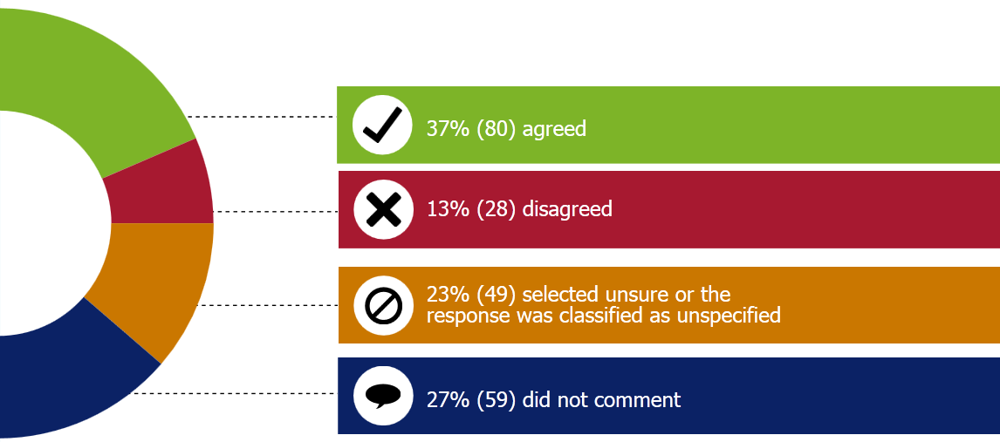 37% (80) agreed
13% (28) disagreed
23% (49) selected unsure or the
response was classified as unspecified
27% (59) did not comment